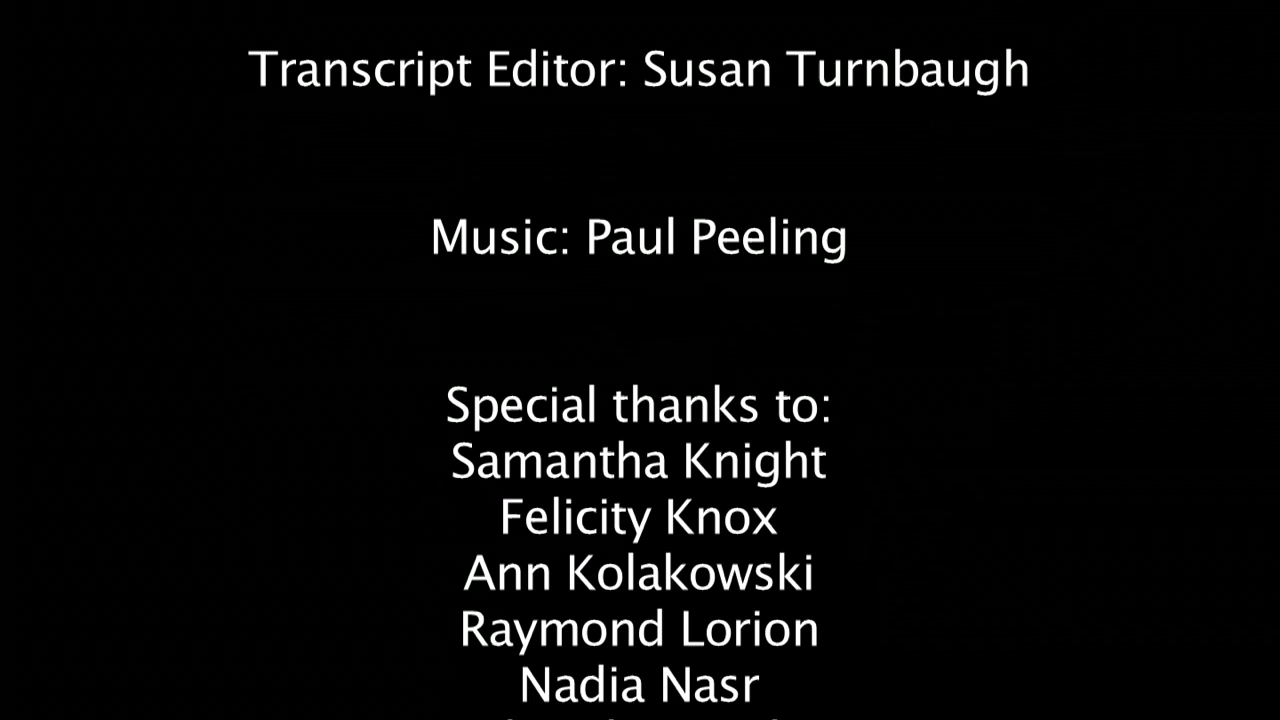 Transcript Editor: Susan Turnbaugh
Music: Paul Peeling
Special thanks to:
Samantha Knight
Felicity Knox
Ann Kolakowski
Raymond Lorion
Nadia Nasr